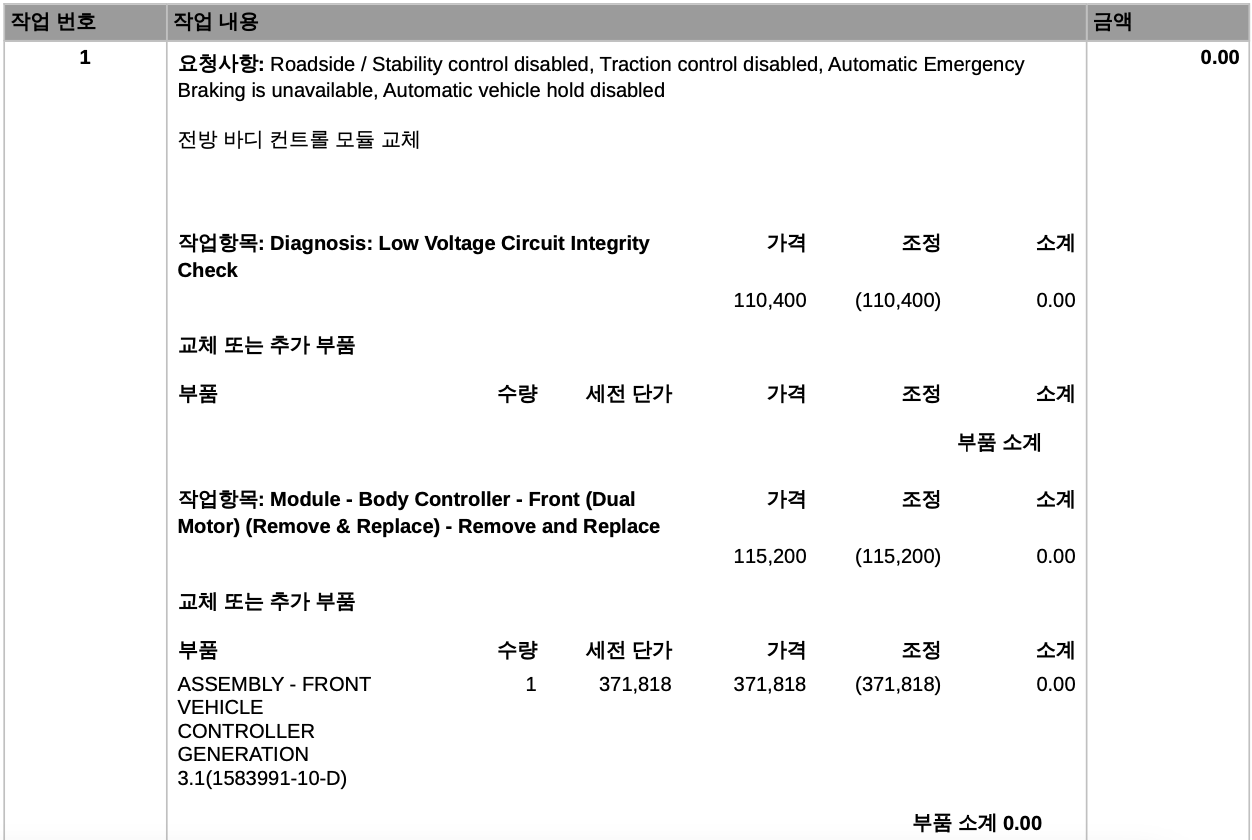 작업 번호 작업 내용 금액
1 요청사항: Roadside / Stability control disabled, Traction control disabled, Automatic Emergency 0.00
Braking is unavailable, Automatic vehicle hold disabled
전방 바디 컨트롤 모듈 교체
작업항목: Diagnosis: Low Voltage Circuit Integrity 가격 조정 소계
Check
110,400 (110,400) 0.00
교체 또는 추가 부품
부품 수량 세전 단가 가격 조정 소계
부품 소계
작업항목: Module - Body Controller - Front (Dual 가격 조정 소계
Motor) (Remove & Replace) - Remove and Replace
115,200 (115,200) 0.00
교체 또는 추가 부품
부품 수량 세전 단가 가격 조정 소계
ASSEMBLY - FRONT 1 371,818 371,818 (371,818) 0.00
VEHICLE
CONTROLLER
GENERATION
3.1(1583991-10-D)
부품 소계 0.00